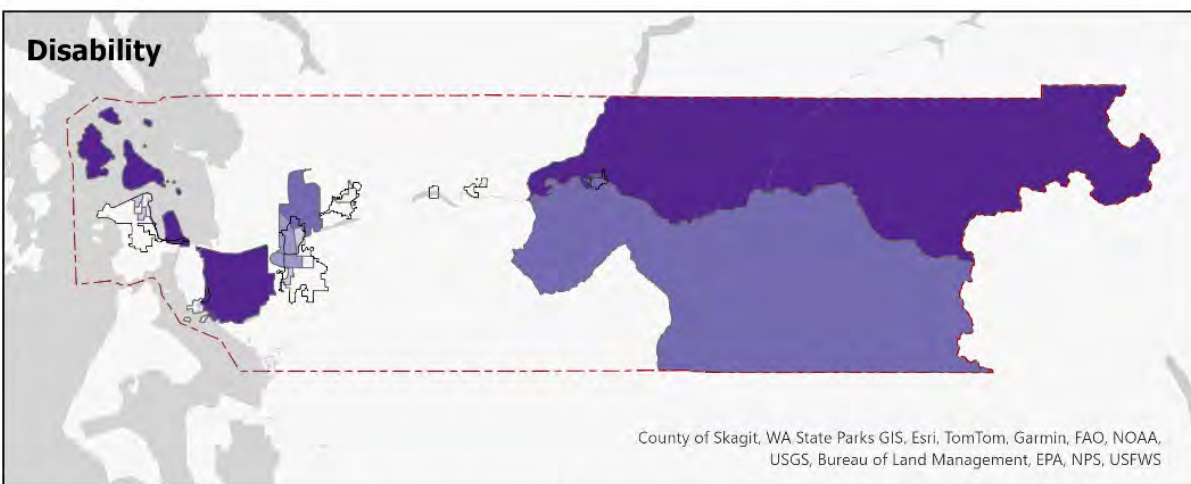 Disability
County of Skagit, WA State Parks GIS, Esri, TomTom, Garmin, FAO, NOAA,
USGS, Bureau of Land Management, EPA, NPS, USFWS